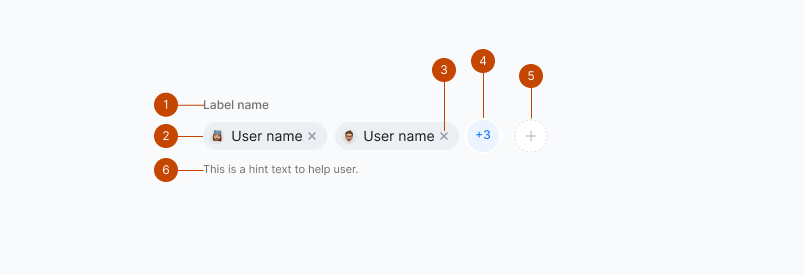 3 4 5
1 Label name
2 User name User name +3
6 This is a hint text to help user.